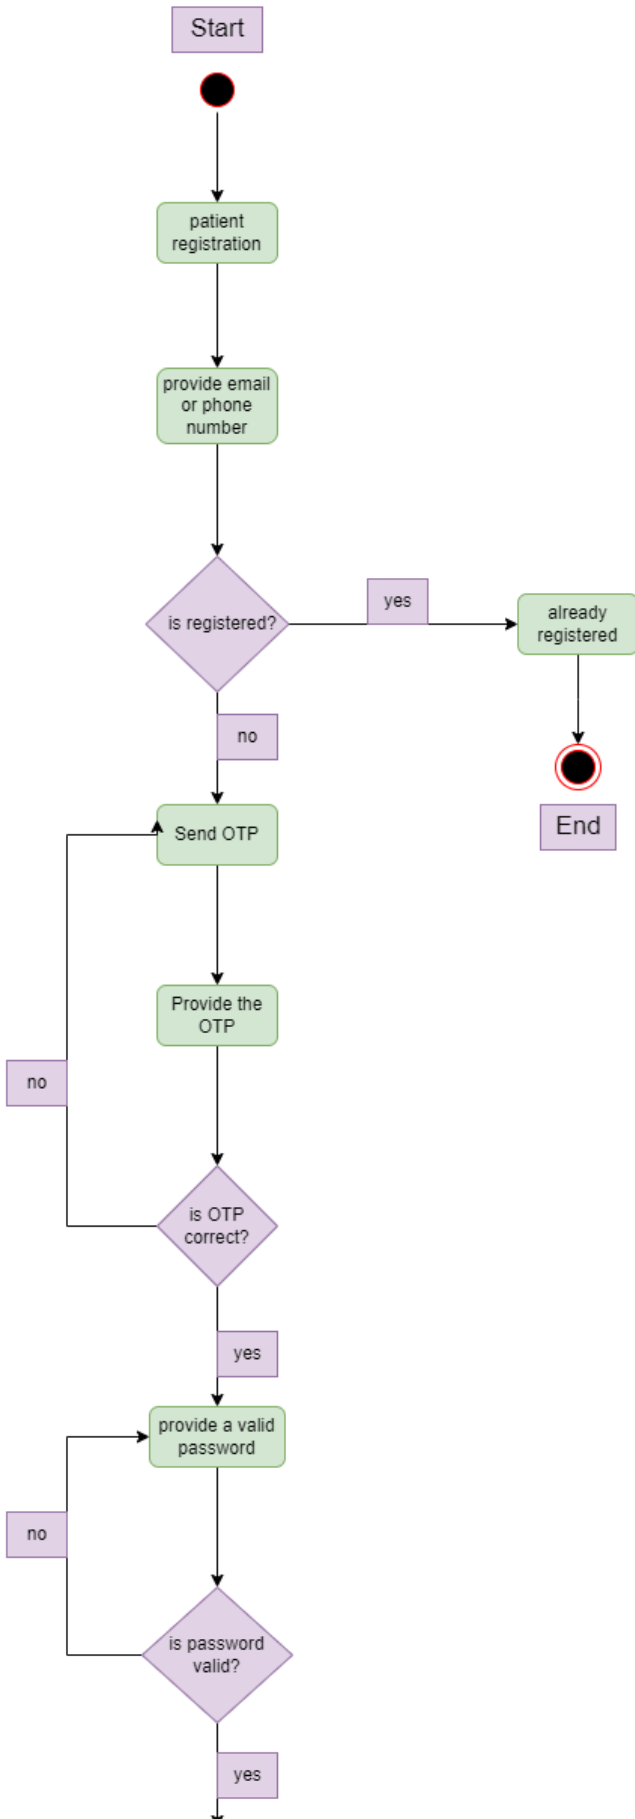 Start
patient
registration
provide email
or phone
number
is registered?
yes
already
registered
no
End
Send OTP
Provide the
OTP
no
is OTP
correct?
yes
provide a valid
password
no
is password
valid?
yes